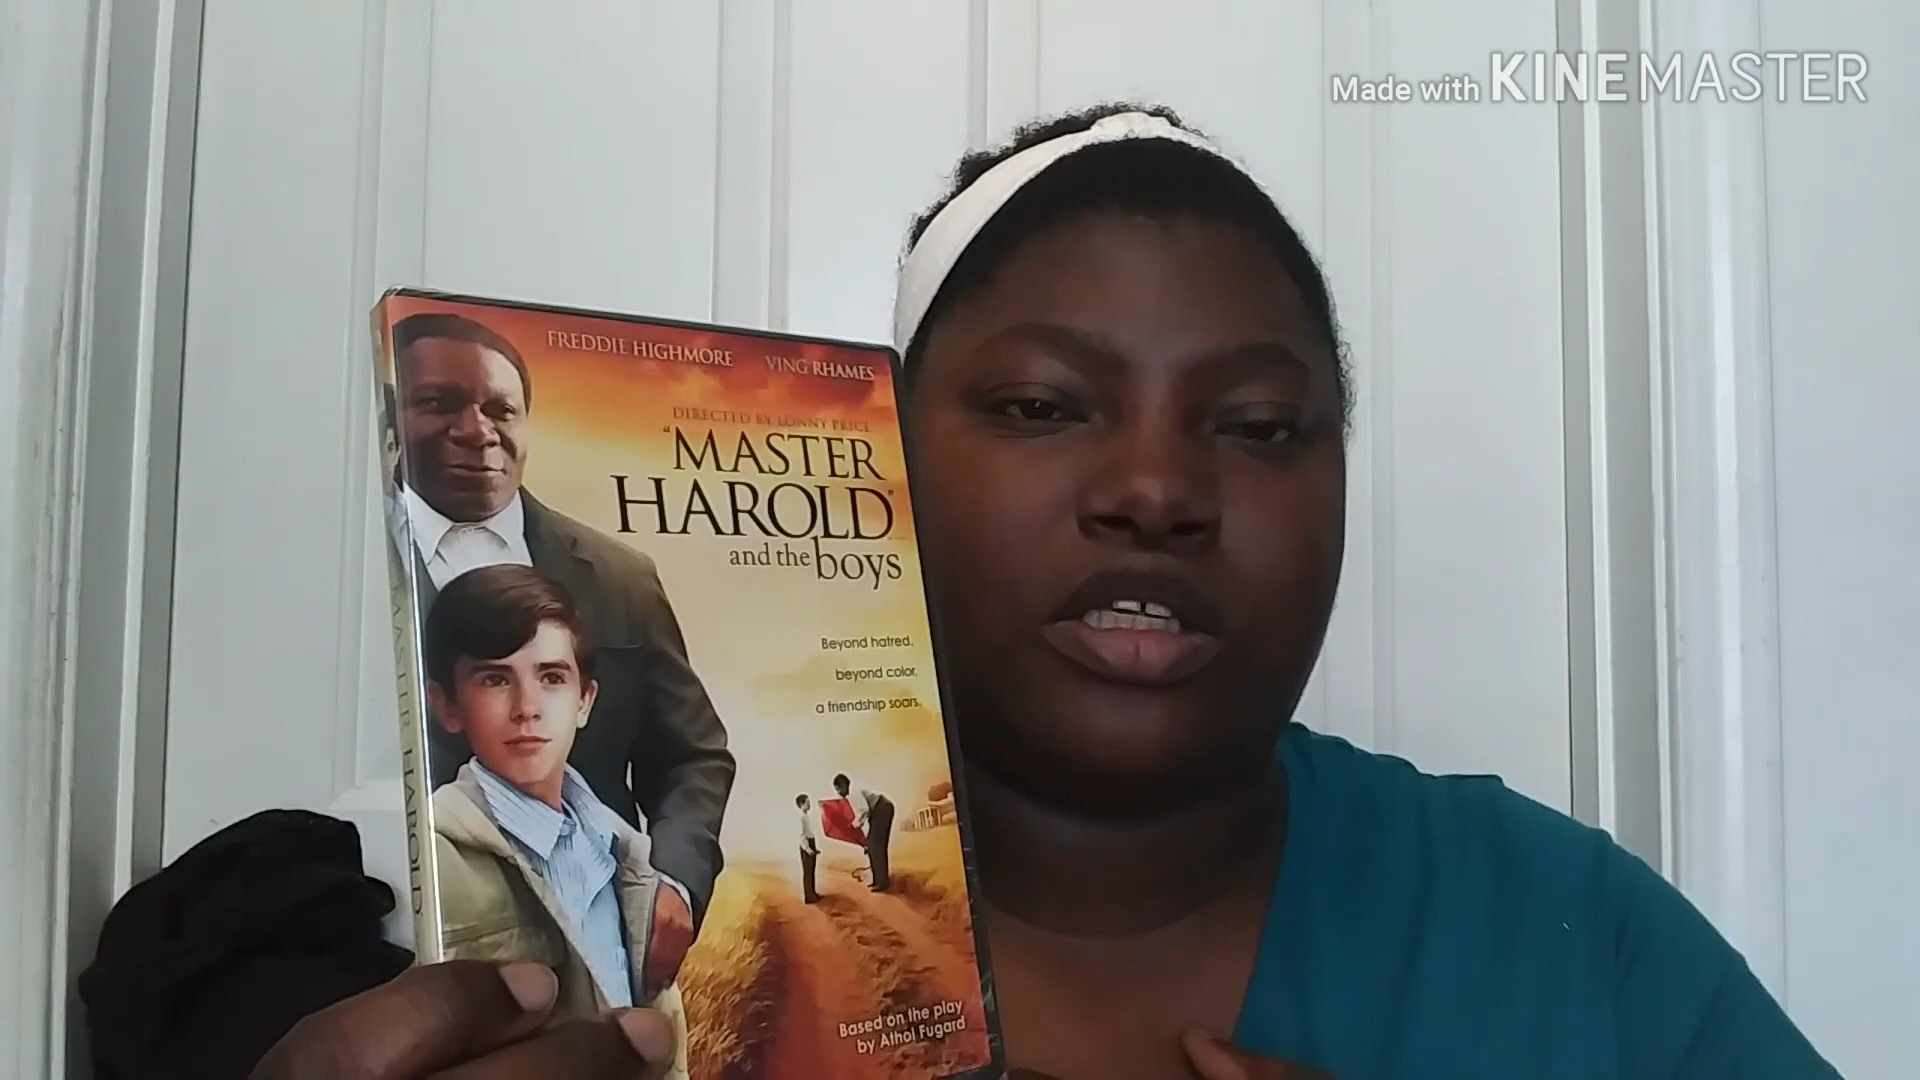 Made with KINEMASTER
FREDDIE HIGHMORE VING RHAMES
DIRECTED BY LONNY PRICE
"MASTER
HAROLD"
and the boys
Beyond hatred,
beyond color,
a friendship soars.
Based on the play
by Athol Fugard
MASTER HAROLD